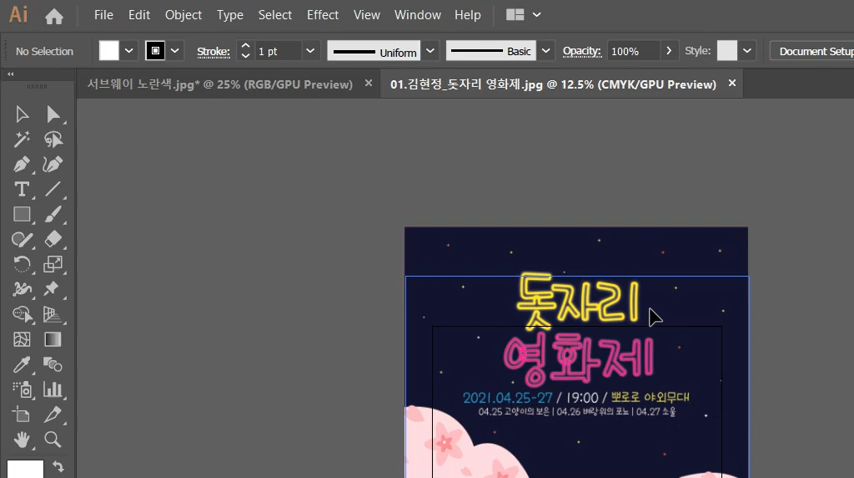 Ai File Edit Object Type Select Effect View Window Help
No Selection Stroke: 1 pt Uniform Basic Opacity: 100% Style: Document Setup
서브웨이 노란색.jpg* @ 25% (RGB/GPU Preview) 01.김현정_돗자리 영화제.jpg @ 12.5% (CMYK/GPU Preview)
돗자리
영화제
2021.04.25-27 / 19:00 / 뽀로로 야외무대
04.25 고양이의 보은 | 04.26 벼랑 위의 포뇨 | 04.27 소울